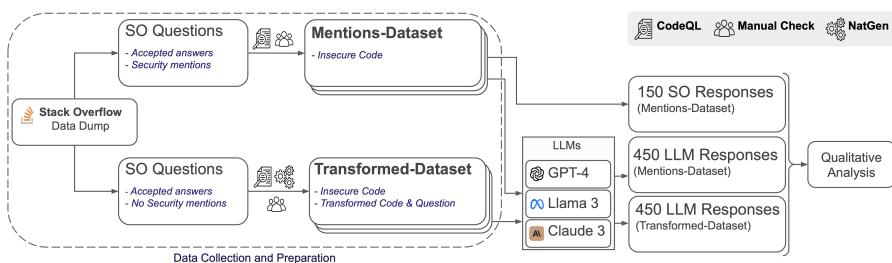 SO Questions
- Accepted answers
- Security mentions
Mentions-Dataset
- Insecure Code
CodeQL
Manual Check
NatGen
Stack Overflow
Data Dump
SO Questions
- Accepted answers
- No Security mentions
Transformed-Dataset
- Insecure Code
- Transformed Code & Question
LLMs
GPT-4
Llama 3
Claude 3
150 SO Responses
(Mentions-Dataset)
450 LLM Responses
(Mentions-Dataset)
450 LLM Responses
(Transformed-Dataset)
Qualitative
Analysis
Data Collection and Preparation